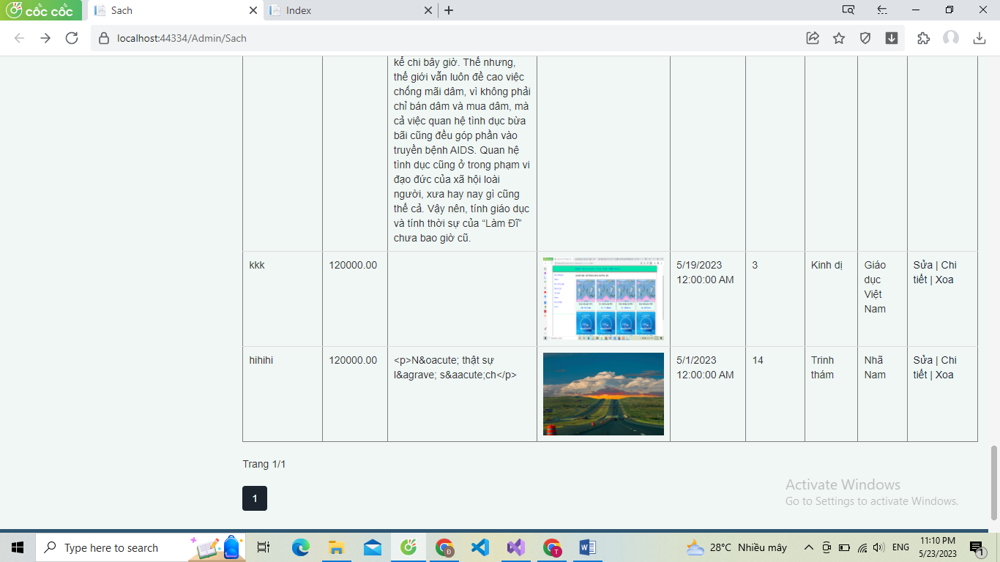 cốc cốc
Sach
Index
localhost:44334/Admin/Sach
kể chi bây giờ. Thế nhưng,
thế giới vẫn luôn đề cao việc
chống mãi dâm, vì không phải
chỉ bán dâm và mua dâm, mà
cả việc quan hệ tình dục bừa
bãi cũng đều góp phần vào
truyền bệnh AIDS. Quan hệ
tình dục cũng ở trong phạm vi
đạo đức của xã hội loài
người, xưa hay nay gì cũng
thế cả. Vậy nên, tính giáo dục
và tính thời sự của “Làm Đĩ”
chưa bao giờ cũ.
kkk
120000.00
5/19/2023
12:00:00 AM
3
Kinh dị
Giáo
dục
Việt
Nam
Sửa | Chi
tiết | Xoa
hihihi
120000.00
<p>N&oacute; thật sự
l&agrave; s&aacute;ch</p>
5/1/2023
12:00:00 AM
14
Trinh
thám
Nhã
Nam
Sửa | Chi
tiết | Xoa
Trang 1/1
1
Activate Windows
Go to Settings to activate Windows.
Type here to search
Đ
T
28°C Nhiều mây
ENG
11:10 PM
5/23/2023
1